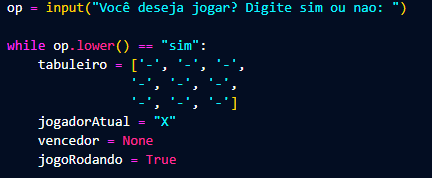 op = input("Você deseja jogar? Digite sim ou nao: ")
while op.lower() == "sim":
    tabuleiro = ['-', '-', '-',
                 '-', '-', '-',
                 '-', '-', '-']
    jogadorAtual = "X"
    vencedor = None
    jogoRodando = True